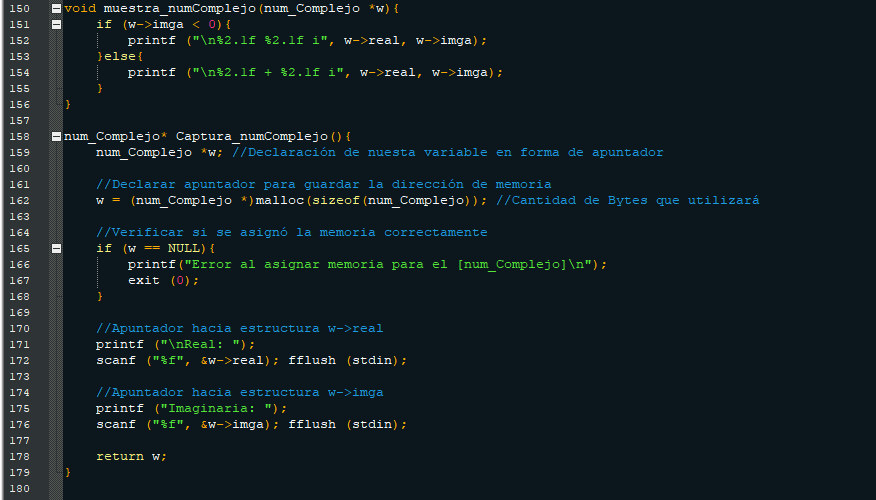 150 void muestra_numComplejo(num_Complejo *w){
151 if (w->imga < 0){
152 printf ("\n%2.1f %2.1f i", w->real, w->imga);
153 }else{
154 printf ("\n%2.1f + %2.1f i", w->real, w->imga);
155 }
156 }
157
158 num_Complejo* Captura_numComplejo(){
159 num_Complejo *w; //Declaración de nuesta variable en forma de apuntador
160
161 //Declarar apuntador para guardar la dirección de memoria
162 w = (num_Complejo *)malloc(sizeof(num_Complejo)); //Cantidad de Bytes que utilizará
163
164 //Verificar si se asignó la memoria correctamente
165 if (w == NULL){
166 printf("Error al asignar memoria para el [num_Complejo]\n");
167 exit (0);
168 }
169
170 //Apuntador hacia estructura w->real
171 printf ("\nReal: ");
172 scanf ("%f", &w->real); fflush (stdin);
173
174 //Apuntador hacia estructura w->imga
175 printf ("Imaginaria: ");
176 scanf ("%f", &w->imga); fflush (stdin);
177
178 return w;
179 }
180